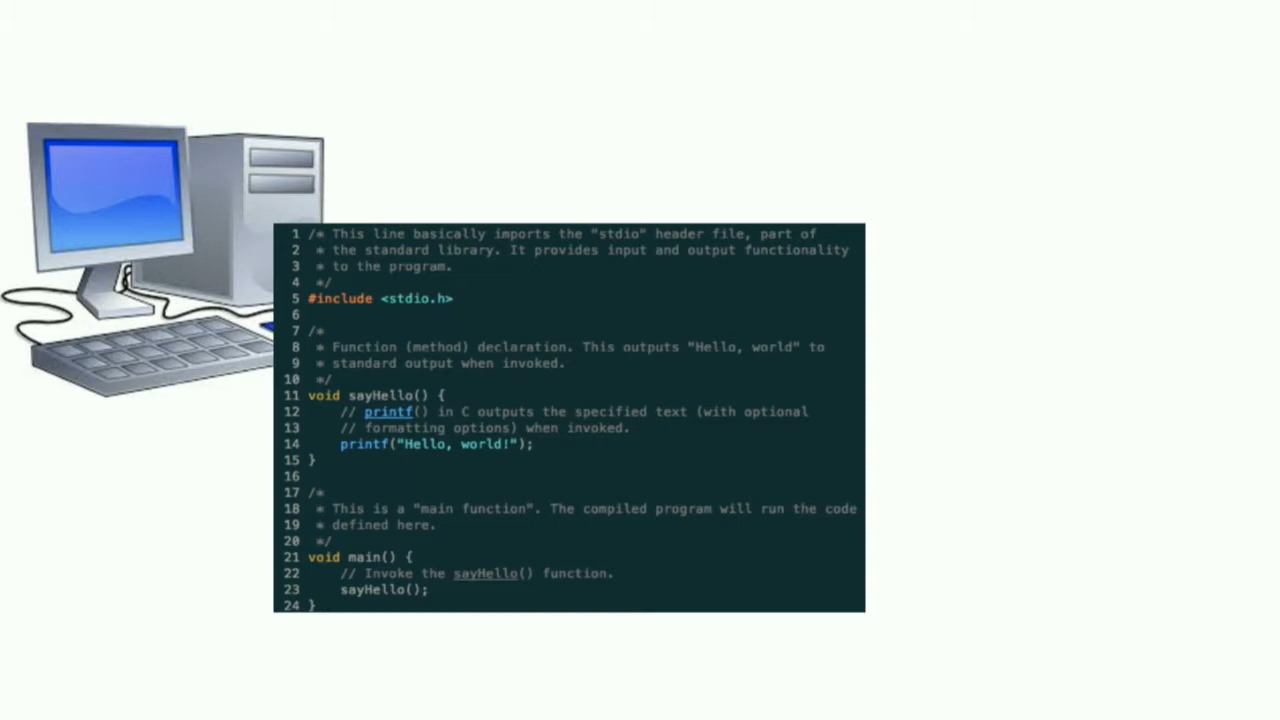 1 /* This line basically imports the "stdio" header file, part of
2  * the standard library. It provides input and output functionality
3  * to the program.
4  */
5 #include <stdio.h>
6
7 /*
8  * Function (method) declaration. This outputs "Hello, world" to
9  * standard output when invoked.
10  */
11 void sayHello() {
12     // printf() in C outputs the specified text (with optional
13     // formatting options) when invoked.
14     printf("Hello, world!");
15 }
16
17 /*
18  * This is a "main function". The compiled program will run the code
19  * defined here.
20  */
21 void main() {
22     // Invoke the sayHello() function.
23     sayHello();
24 }